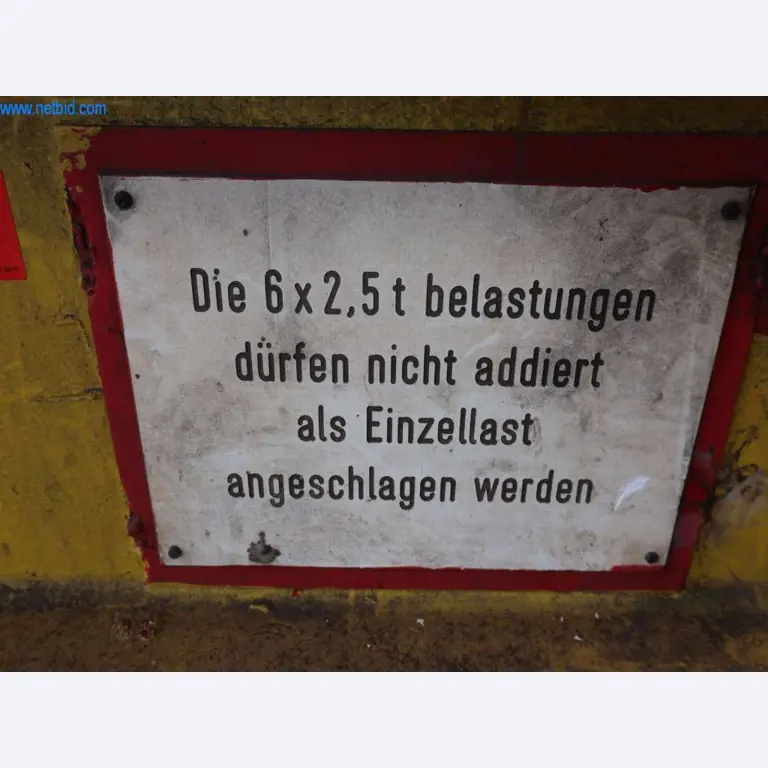 www.netbid.com
Die 6 x 2,5 t belastungen
dürfen nicht addiert
als Einzellast
angeschlagen werden